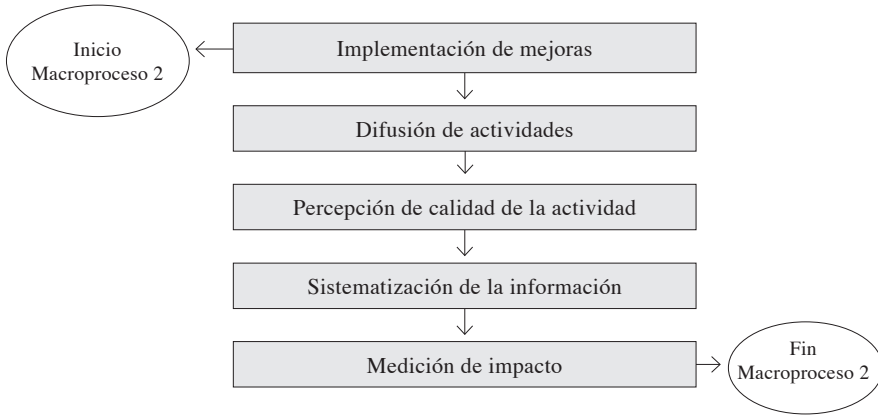 Inicio
Macroproceso 2
Implementación de mejoras
Difusión de actividades
Percepción de calidad de la actividad
Sistematización de la información
Medición de impacto
Fin
Macroproceso 2